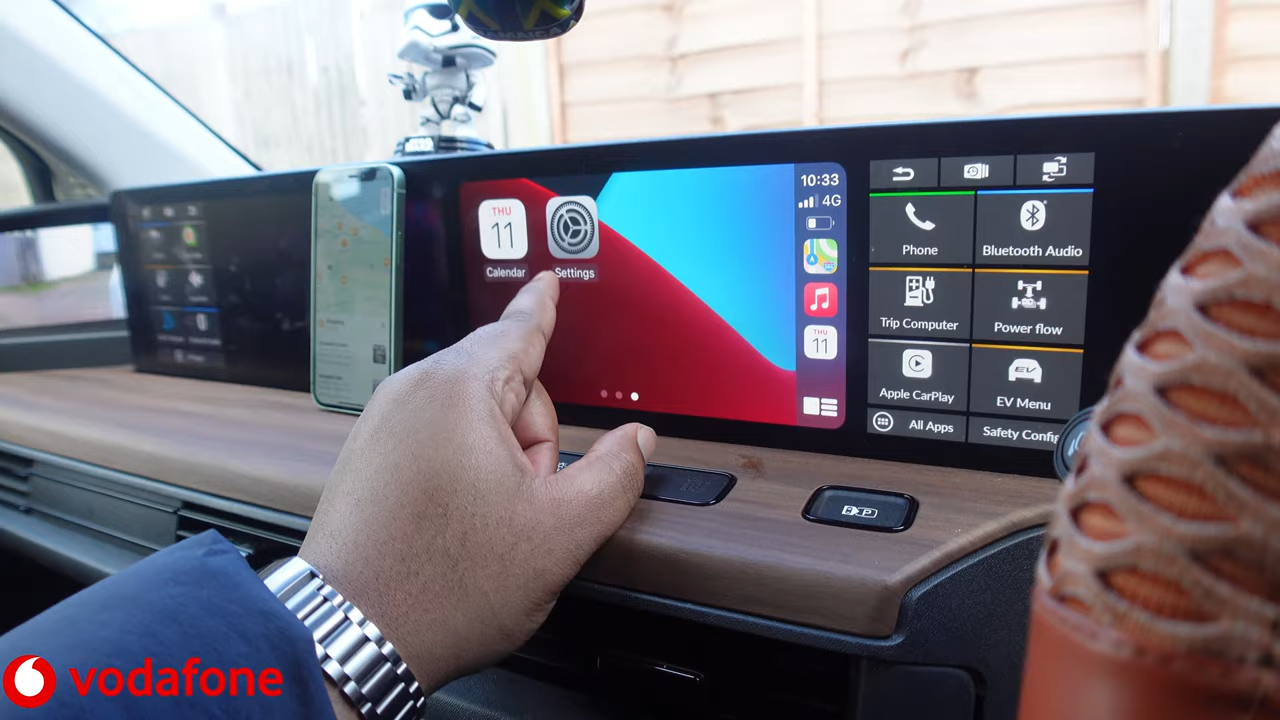 THU
11
Calendar
Settings
10:33
4G
THU
11
Phone
Bluetooth Audio
Trip Computer
Power flow
Apple CarPlay
EV
EV Menu
All Apps
Safety Config
P
vodafone